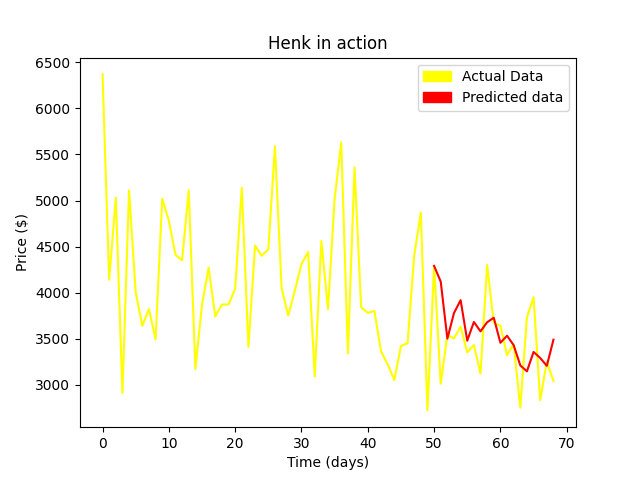 Henk in action
Actual Data
Predicted data
6500
6000
5500
5000
4500
4000
3500
3000
Price ($)
0 10 20 30 40 50 60 70
Time (days)